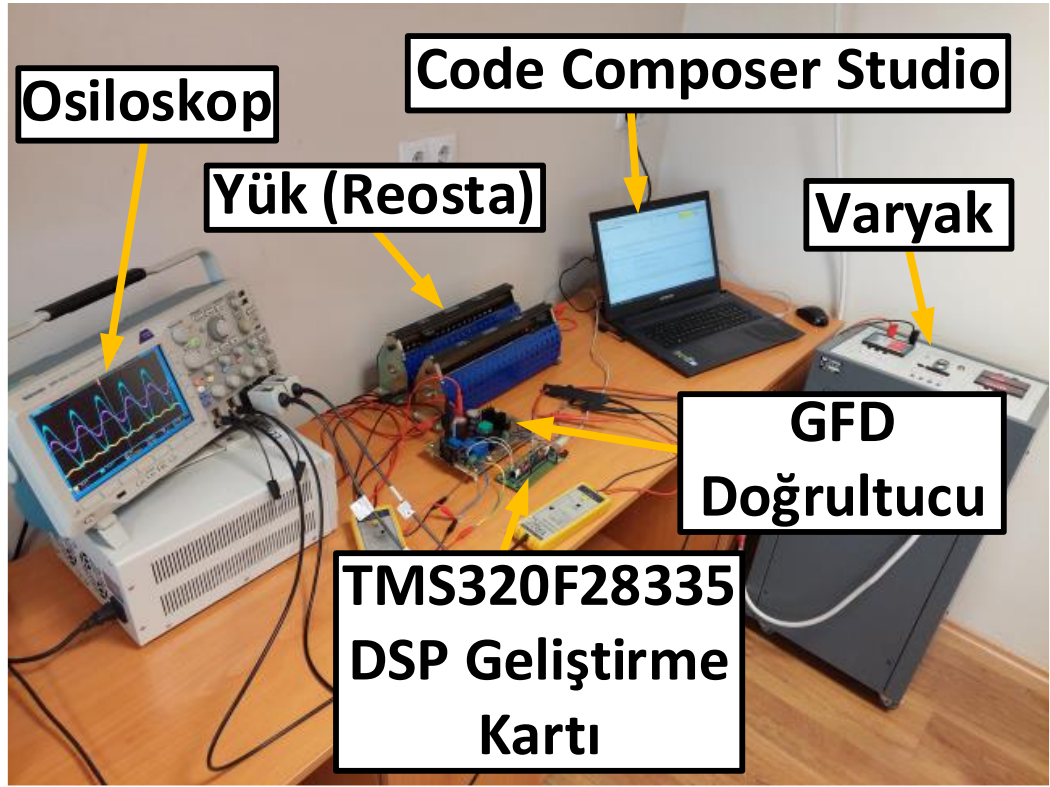 Code Composer Studio
Osiloskop
Yük (Reosta)
Varyak
GFD
Doğrultucu
TMS320F28335
DSP Geliştirme
Kartı